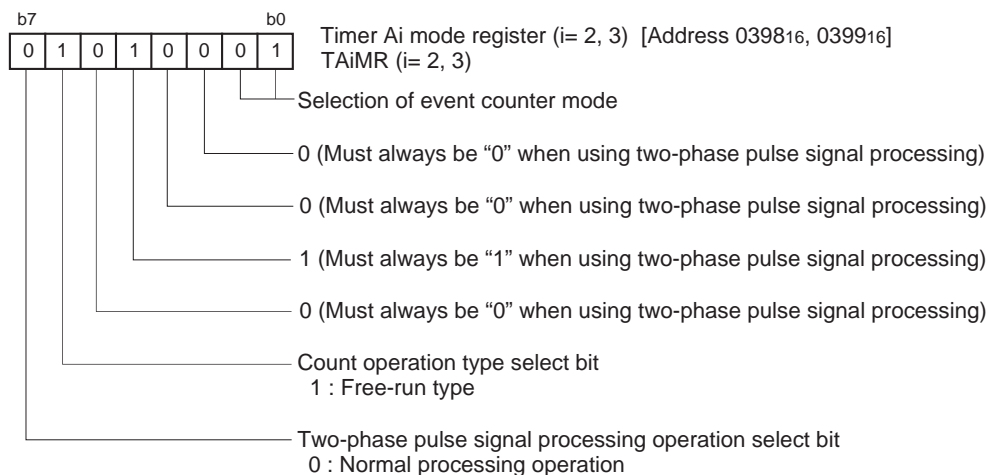 b7 b0
0 1 0 1 0 0 0 1
Timer Ai mode register (i= 2, 3) [Address 039816, 039916]
TAiMR (i= 2, 3)
Selection of event counter mode
0 (Must always be “0” when using two-phase pulse signal processing)
0 (Must always be “0” when using two-phase pulse signal processing)
1 (Must always be “1” when using two-phase pulse signal processing)
0 (Must always be “0” when using two-phase pulse signal processing)
Count operation type select bit
1 : Free-run type
Two-phase pulse signal processing operation select bit
0 : Normal processing operation